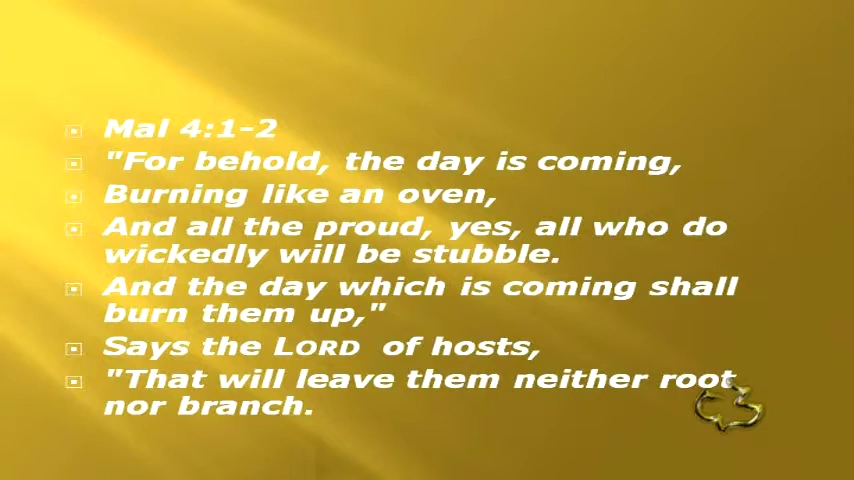 Mal 4:1-2
"For behold, the day is coming,
Burning like an oven,
And all the proud, yes, all who do
wickedly will be stubble.
And the day which is coming shall
burn them up,"
Says the LORD of hosts,
"That will leave them neither root
nor branch.